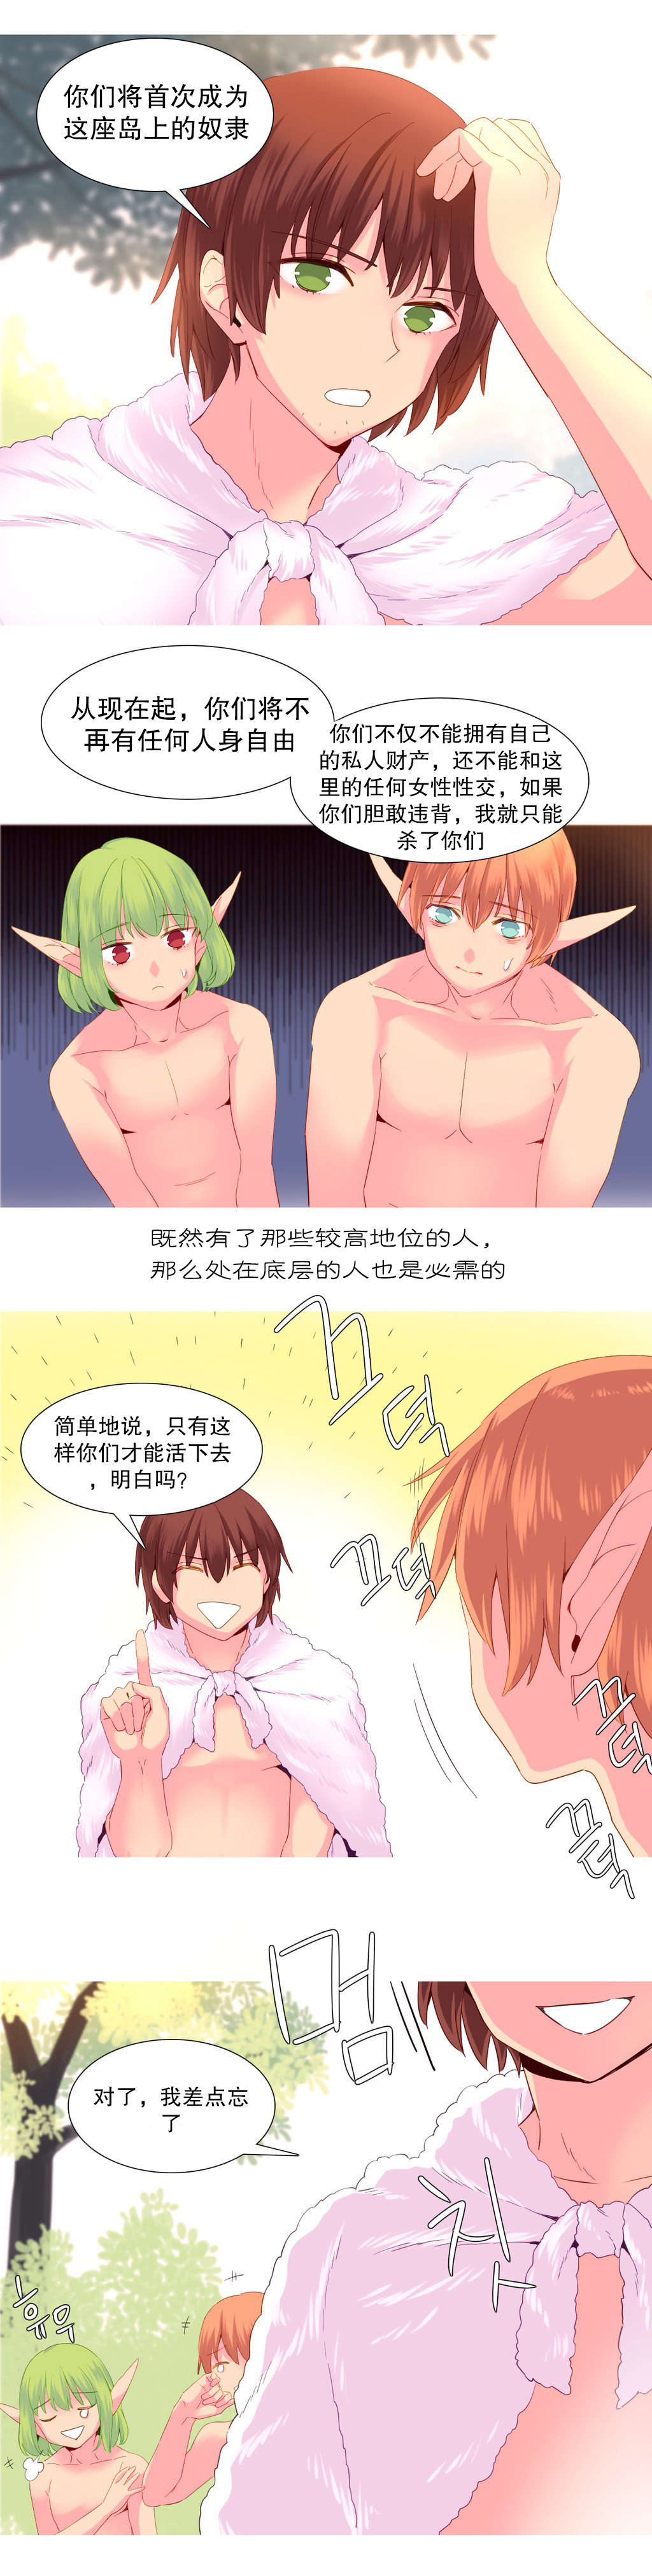 你们将首次成为
这座岛上的奴隶
从现在起，你们将不
再有任何人身自由
你们不仅不能拥有自己
的私人财产，还不能和这
里的任何女性性交，如果
你们胆敢违背，我就只能
杀了你们
既然有了那些较高地位的人，
那么处在底层的人也是必需的
끄덕
简单地说，只有这
样你们才能活下去
，明白吗？
끄덕
끄덕
끄덕
멈
칫
对了，我差点忘
了
휴우